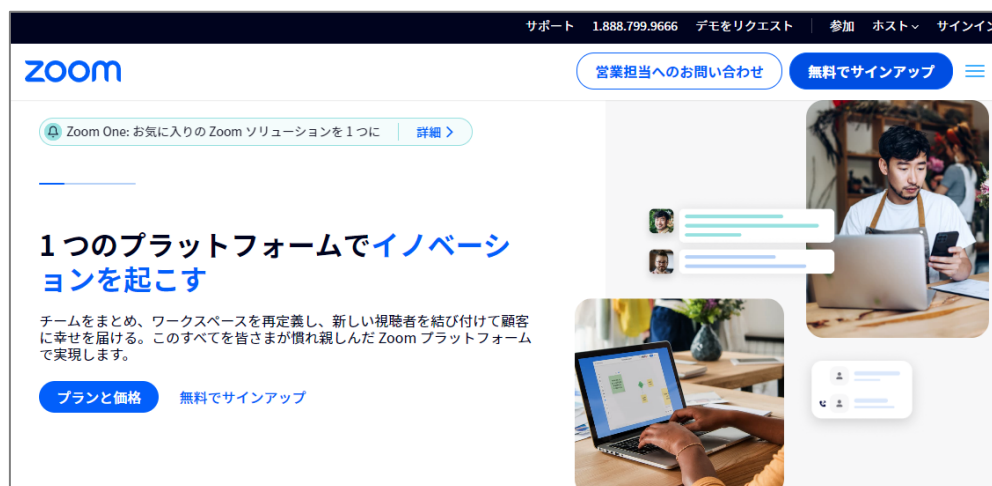 サポート 1.888.799.9666 デモをリクエスト 参加 ホスト サインイン
zoom
営業担当へのお問い合わせ 無料でサインアップ
Zoom One: お気に入りの Zoom ソリューションを 1 つに 詳細
1 つのプラットフォームでイノベーシ
ョンを起こす
チームをまとめ、ワークスペースを再定義し、新しい視聴者を結び付けて顧客
に幸せを届ける。このすべてを皆さまが慣れ親しんだ Zoom プラットフォーム
で実現します。
プランと価格 無料でサインアップ